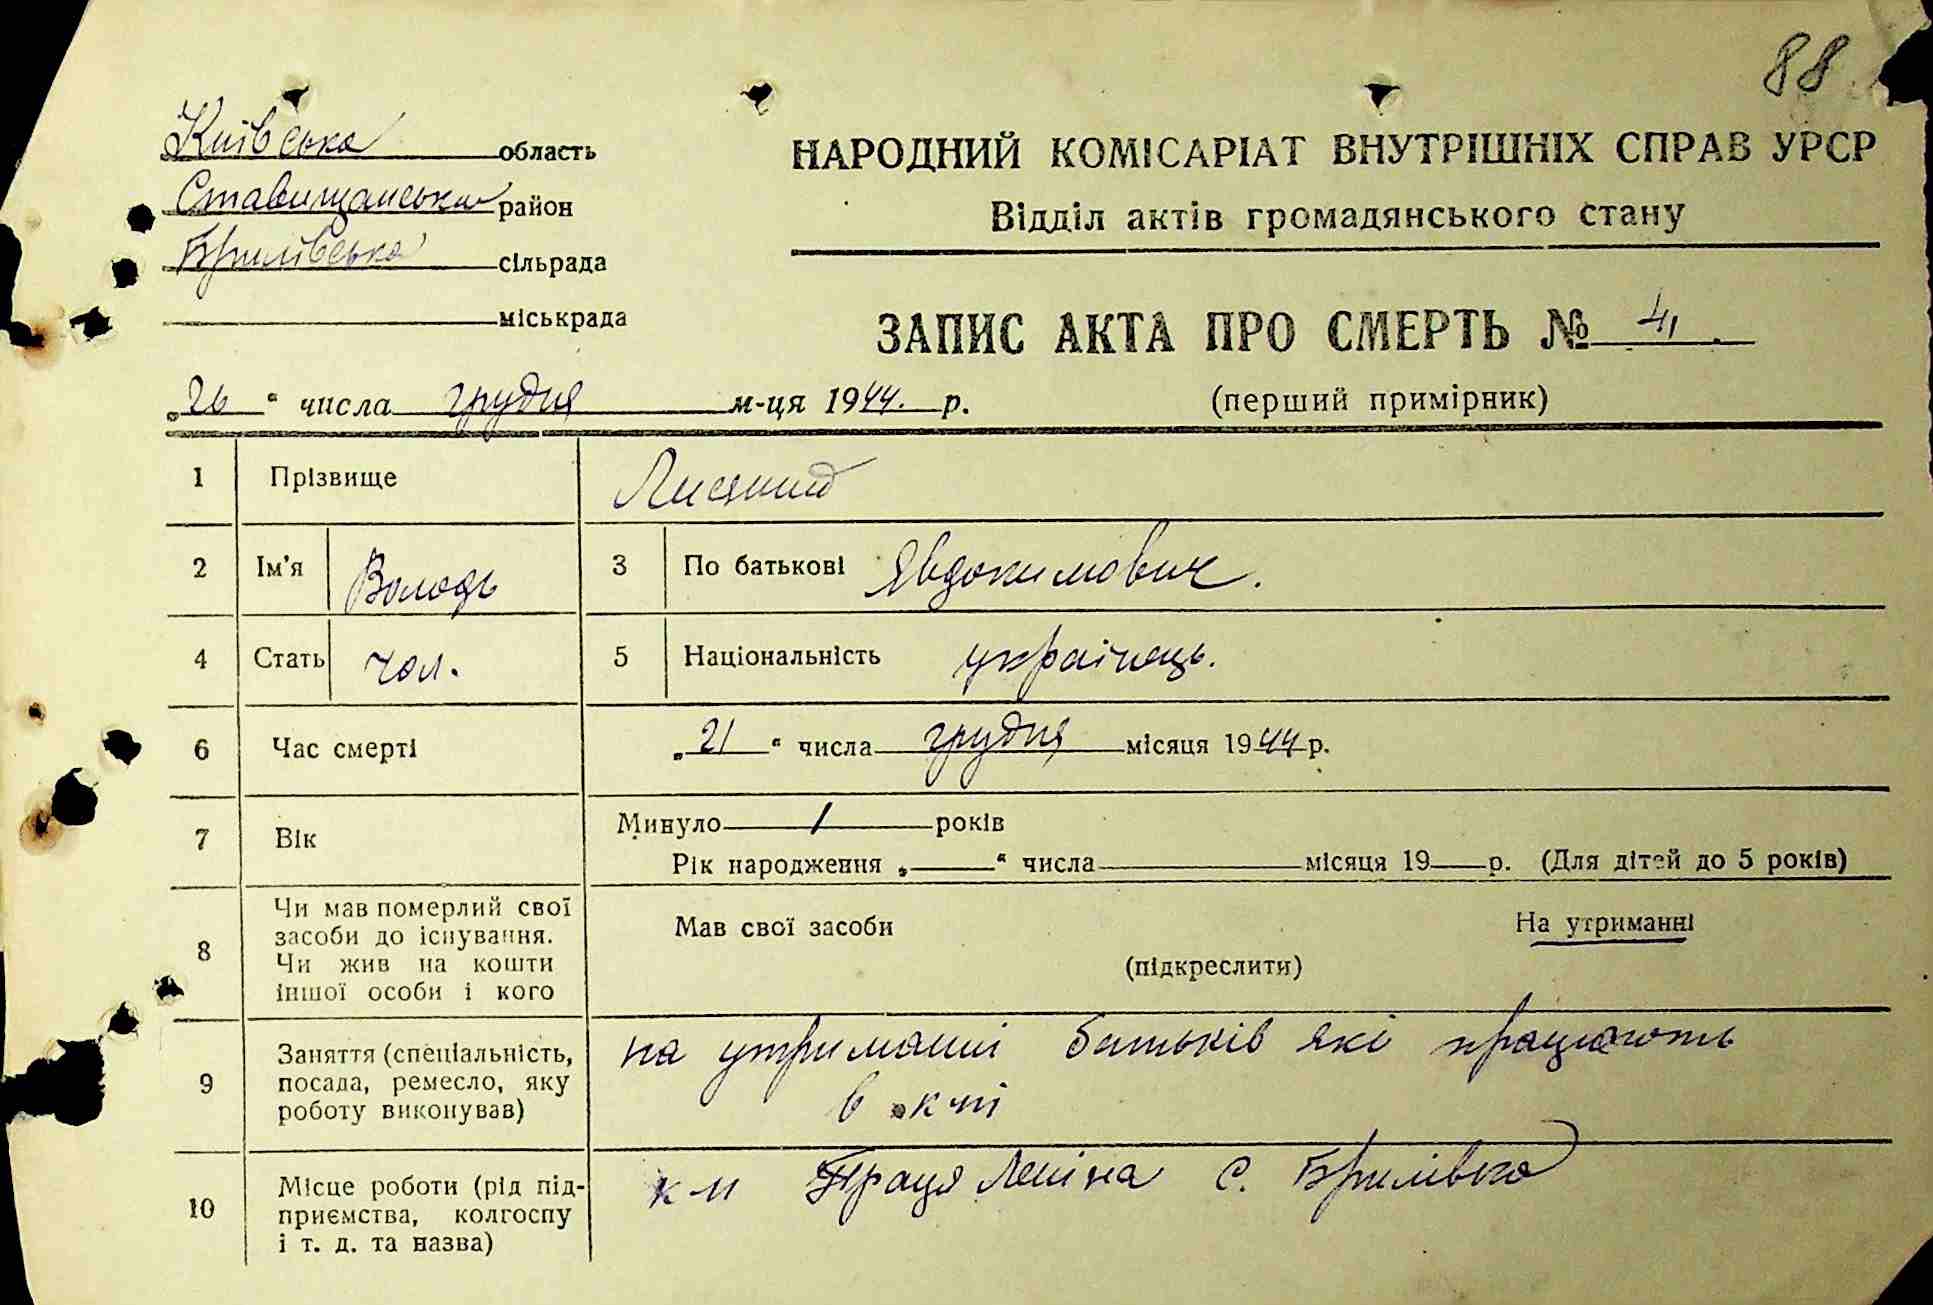 88
Київська область
Ставищанська район
Брилівська сільрада
міськрада
НАРОДНИЙ КОМІСАРІАТ ВНУТРІШНІХ СПРАВ УРСР
Відділ актів громадянського стану
ЗАПИС АКТА ПРО СМЕРТЬ № 41.
(перший примірник)
„26" числа грудня м-ця 1944. р.
1 Прізвище
2 Ім'я Володь 3 По батькові Явдокимович.
4 Стать чол. 5 Національність українець.
6 Час смерті „21" числа грудня місяця 1944 р.
7 Вік Минуло 1 років
Рік народження „ " числа місяця 19 р. (Для дітей до 5 років)
8 Чи мав померлий свої
засоби до існування.
Чи жив на кошти
іншої особи і кого
Мав свої засоби На утриманні
(підкреслити)
9 Заняття (спеціальність,
посада, ремесло, яку
роботу виконував)
на утриманні батьків які працюють
в
10 Місце роботи (рід під-
приємства, колгоспу
і т. д. та назва)
Праця Леніна с. Брилівка